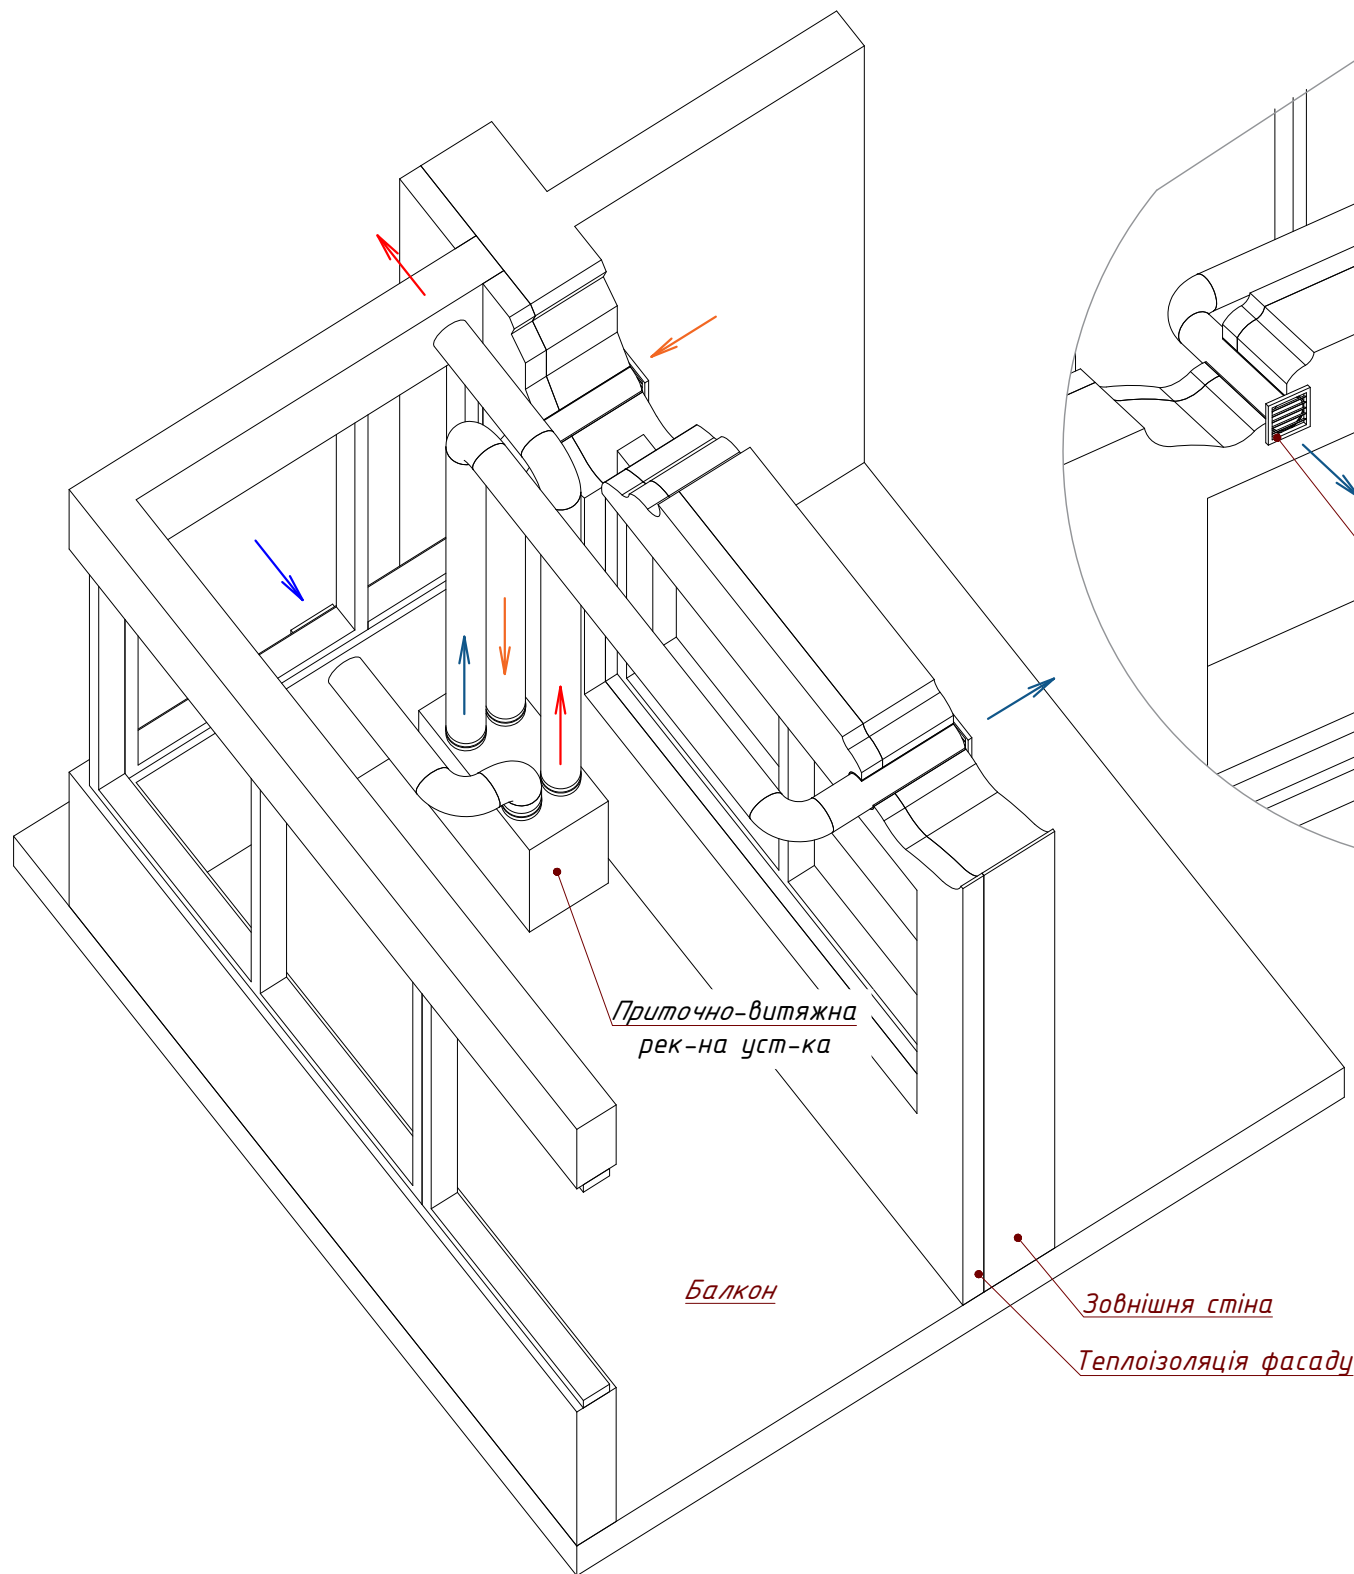 Приточно-витяжна
рек-на уст-ка
Балкон
Зовнішня стіна
Теплоізоляція фасаду